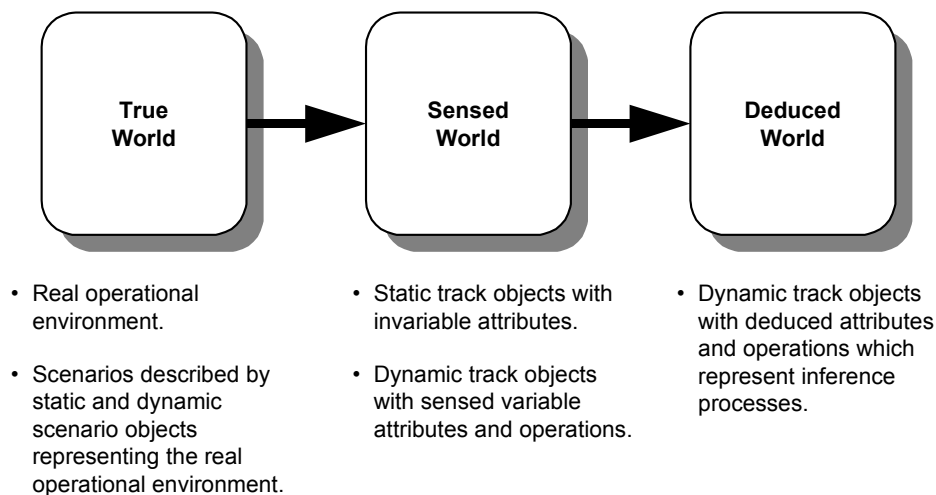 True
World
Sensed
World
Deduced
World
• Real operational
environment.
• Scenarios described by
static and dynamic
scenario objects
representing the real
operational environment.
• Static track objects with
invariable attributes.
• Dynamic track objects
with sensed variable
attributes and operations.
• Dynamic track objects
with deduced attributes
and operations which
represent inference
processes.